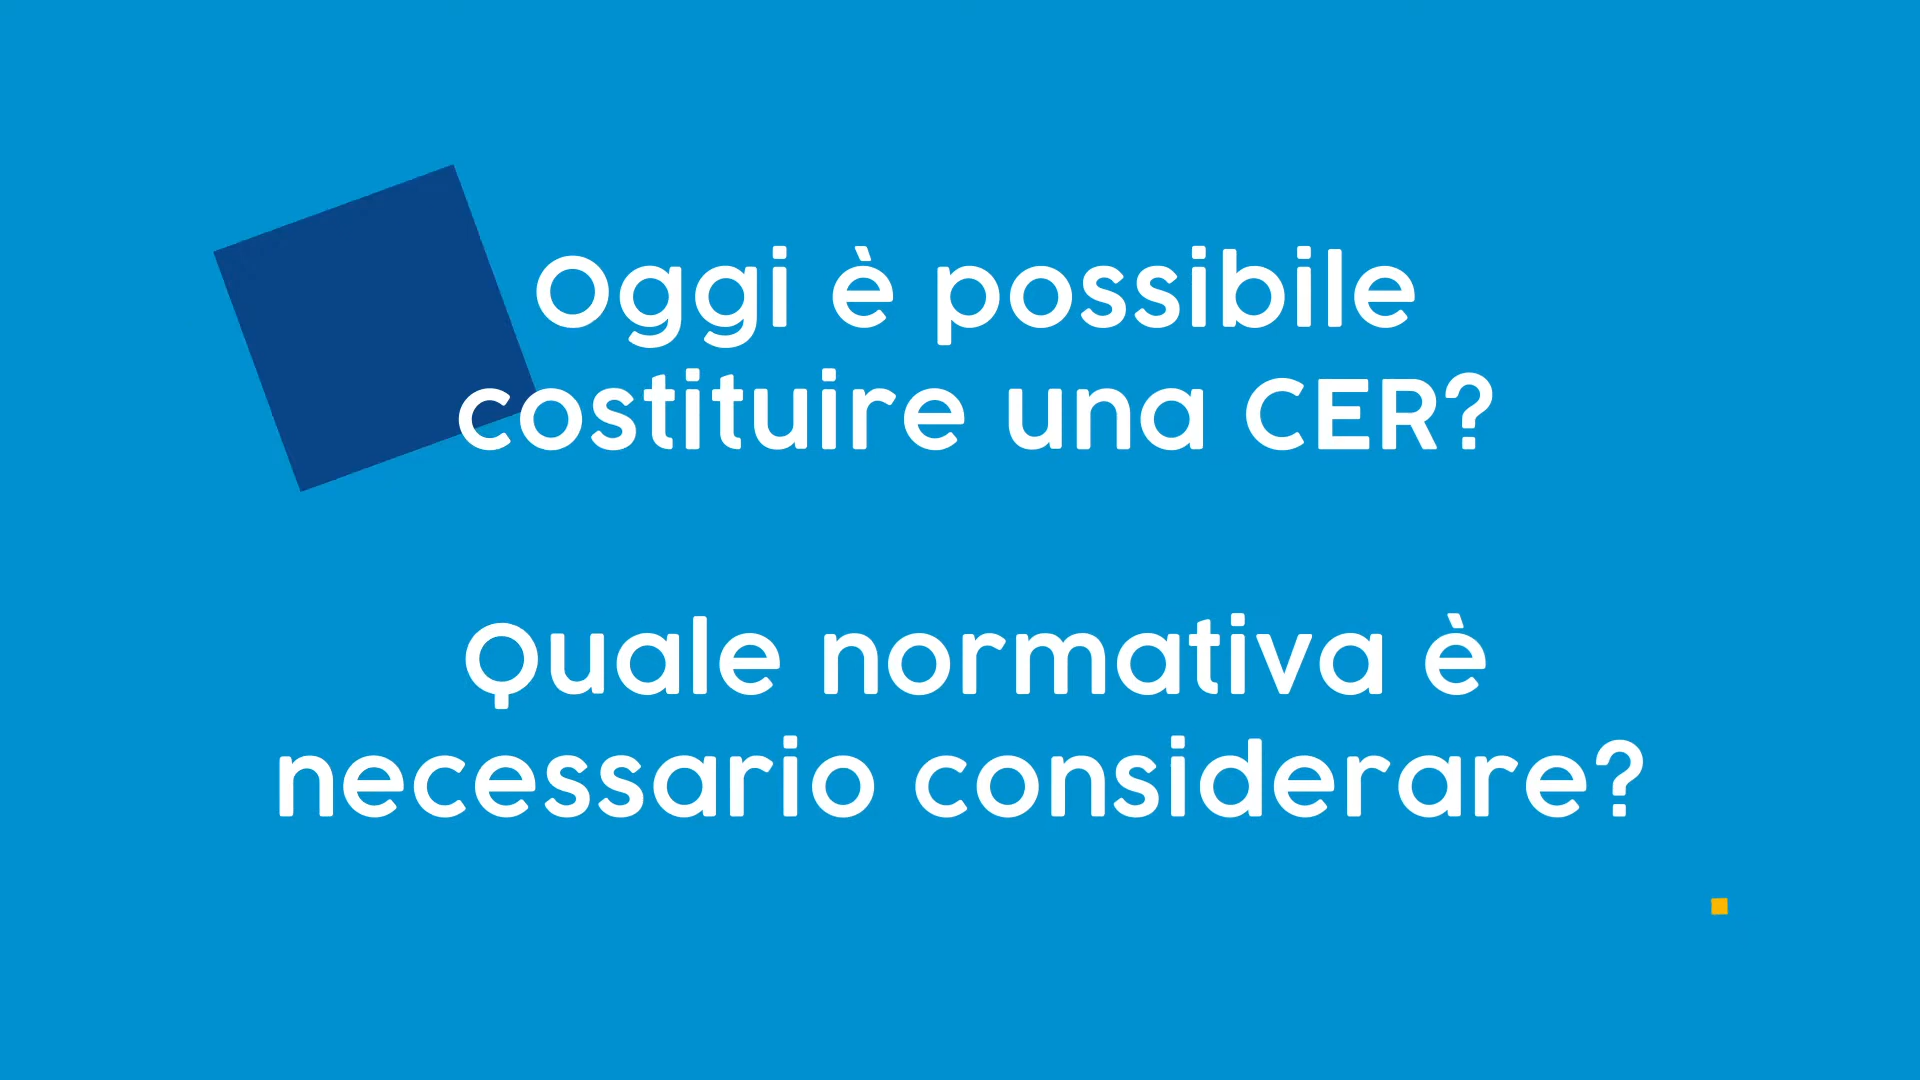 Oggi è possibile
costituire una CER?
Quale normativa è
necessario considerare?